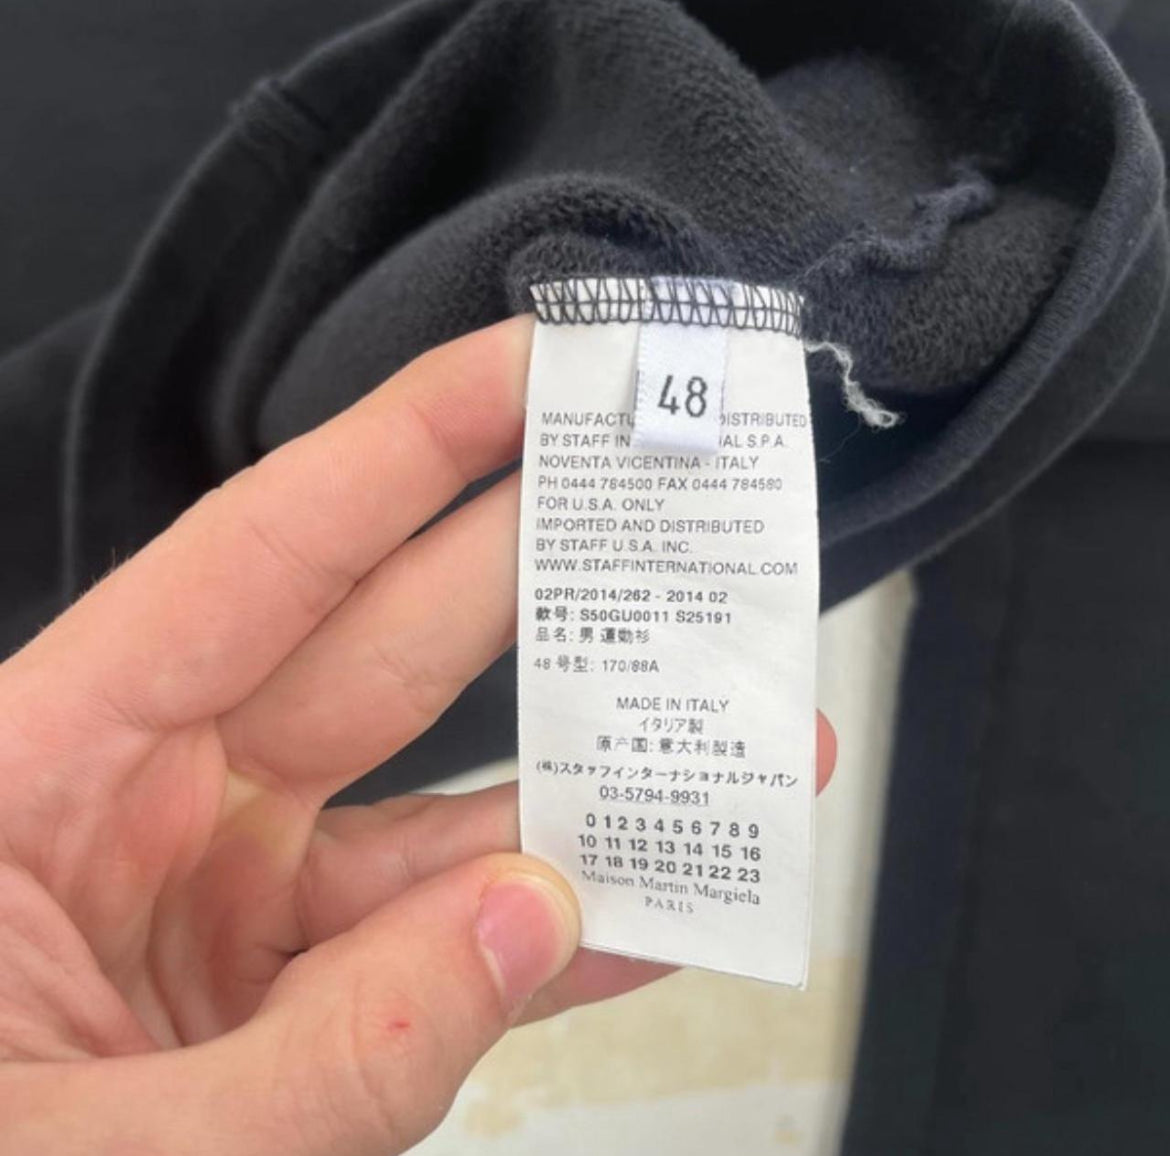 48
MANUFACTU DISTRIBUTED
BY STAFF IN AL S.P.A.
NOVENTA VICENTINA - ITALY
PH 0444 784500 FAX 0444 784580
FOR U.S.A. ONLY
IMPORTED AND DISTRIBUTED
BY STAFF U.S.A. INC.
WWW.STAFFINTERNATIONAL.COM
02PR/2014/262 - 2014 02
款号: S50GU0011 S25191
品名: 男 運動衫
48 号型: 170/88A
MADE IN ITALY
イタリア製
原产国: 意大利製造
(株)スタッフインターナショナルジャパン
03-5794-9931
0 1 2 3 4 5 6 7 8 9
10 11 12 13 14 15 16
17 18 19 20 21 22 23
Maison Martin Margiela
PARIS